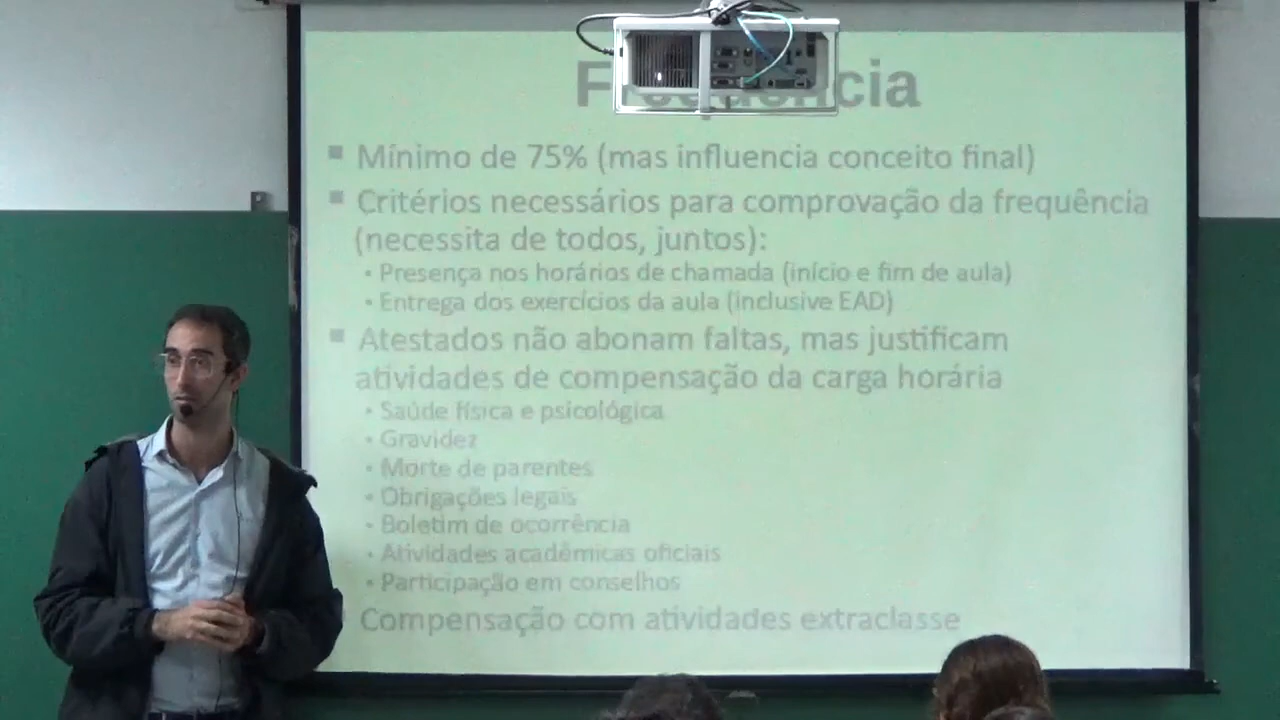 Frequência
Mínimo de 75% (mas influencia conceito final)
Critérios necessários para comprovação da frequência
(necessita de todos, juntos):
Presença nos horários de chamada (início e fim de aula)
Entrega dos exercícios da aula (inclusive EAD)
Atestados não abonam faltas, mas justificam
atividades de compensação da carga horária
Saúde física e psicológica
Gravidez
Morte de parentes
Obrigações legais
Boletim de ocorrência
Atividades acadêmicas oficiais
Participação em conselhos
Compensação com atividades extraclasse